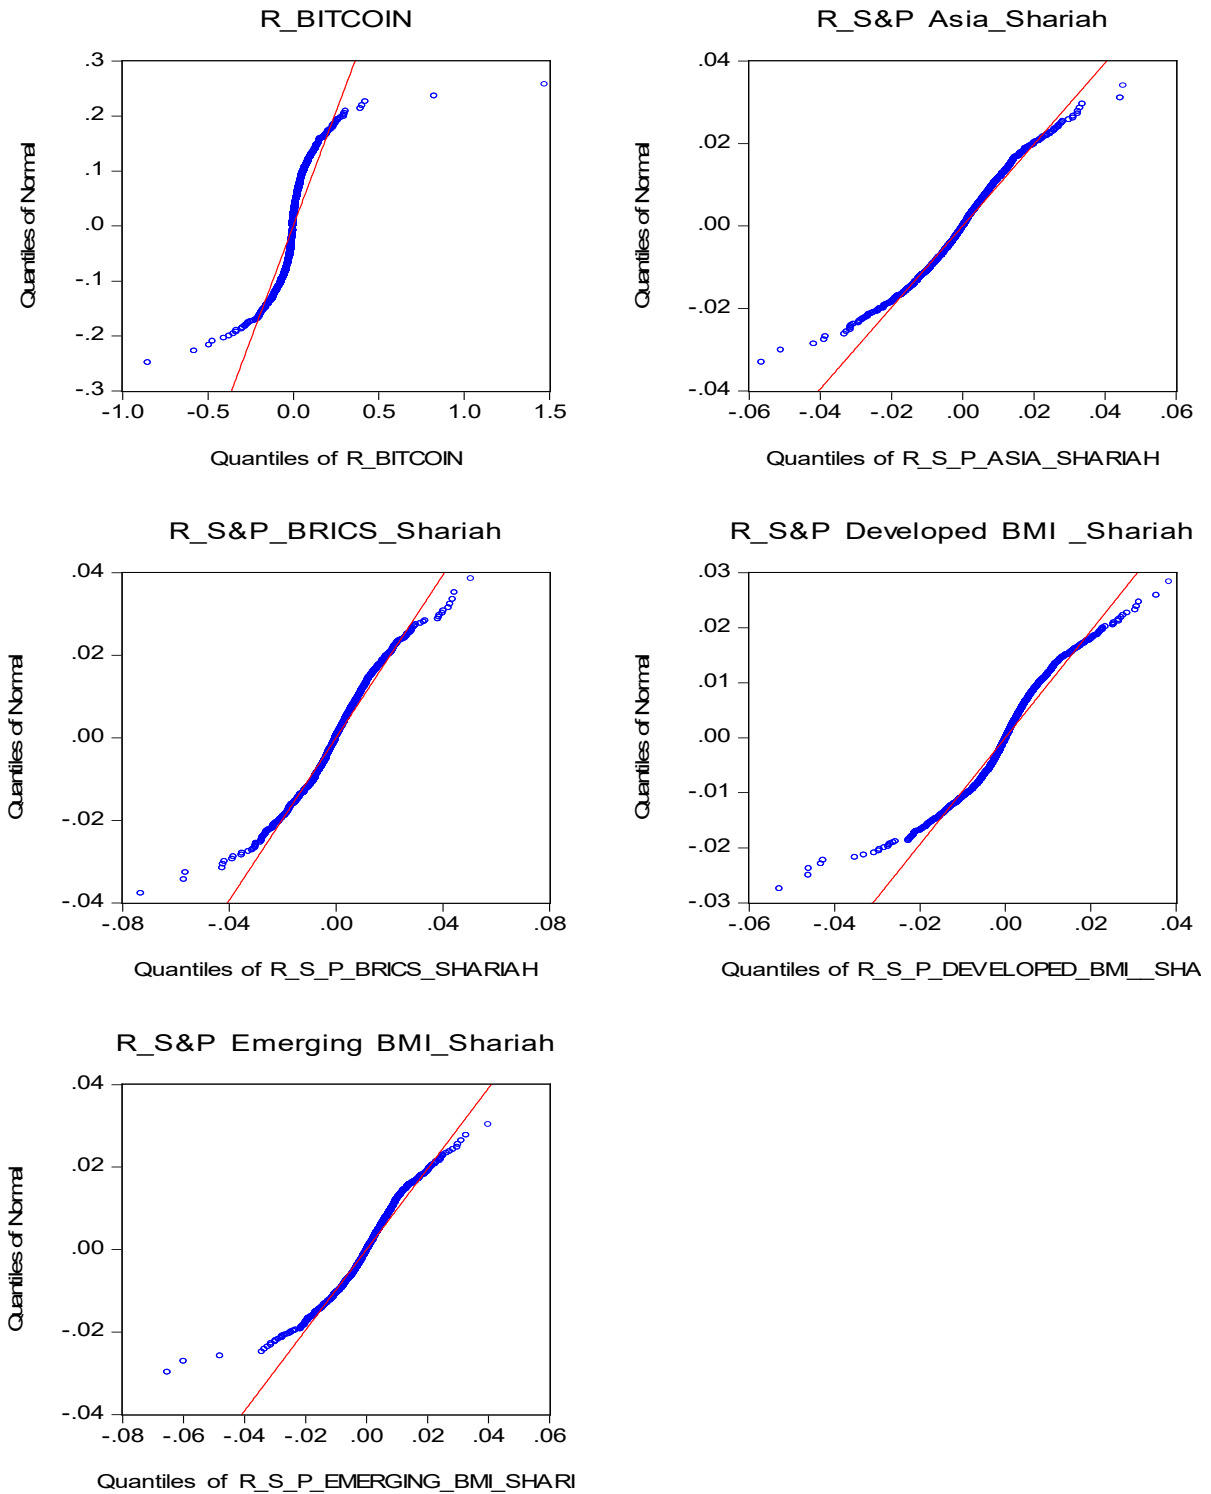 R_BITCOIN
Quantiles of Normal
.3
.2
.1
.0
-.1
-.2
-.3
-1.0 -0.5 0.0 0.5 1.0 1.5
Quantiles of R_BITCOIN
R_S&P Asia_Shariah
Quantiles of Normal
.04
.02
.00
-.02
-.04
-.06 -.04 -.02 .00 .02 .04 .06
Quantiles of R_S_P_ASIA_SHARIAH
R_S&P_BRICS_Shariah
Quantiles of Normal
.04
.02
.00
-.02
-.04
-.08 -.04 .00 .04 .08
Quantiles of R_S_P_BRICS_SHARIAH
R_S&P Developed BMI _Shariah
Quantiles of Normal
.03
.02
.01
.00
-.01
-.02
-.03
-.06 -.04 -.02 .00 .02 .04
Quantiles of R_S_P_DEVELOPED_BMI__SHA
R_S&P Emerging BMI_Shariah
Quantiles of Normal
.04
.02
.00
-.02
-.04
-.08 -.06 -.04 -.02 .00 .02 .04 .06
Quantiles of R_S_P_EMERGING_BMI_SHARI